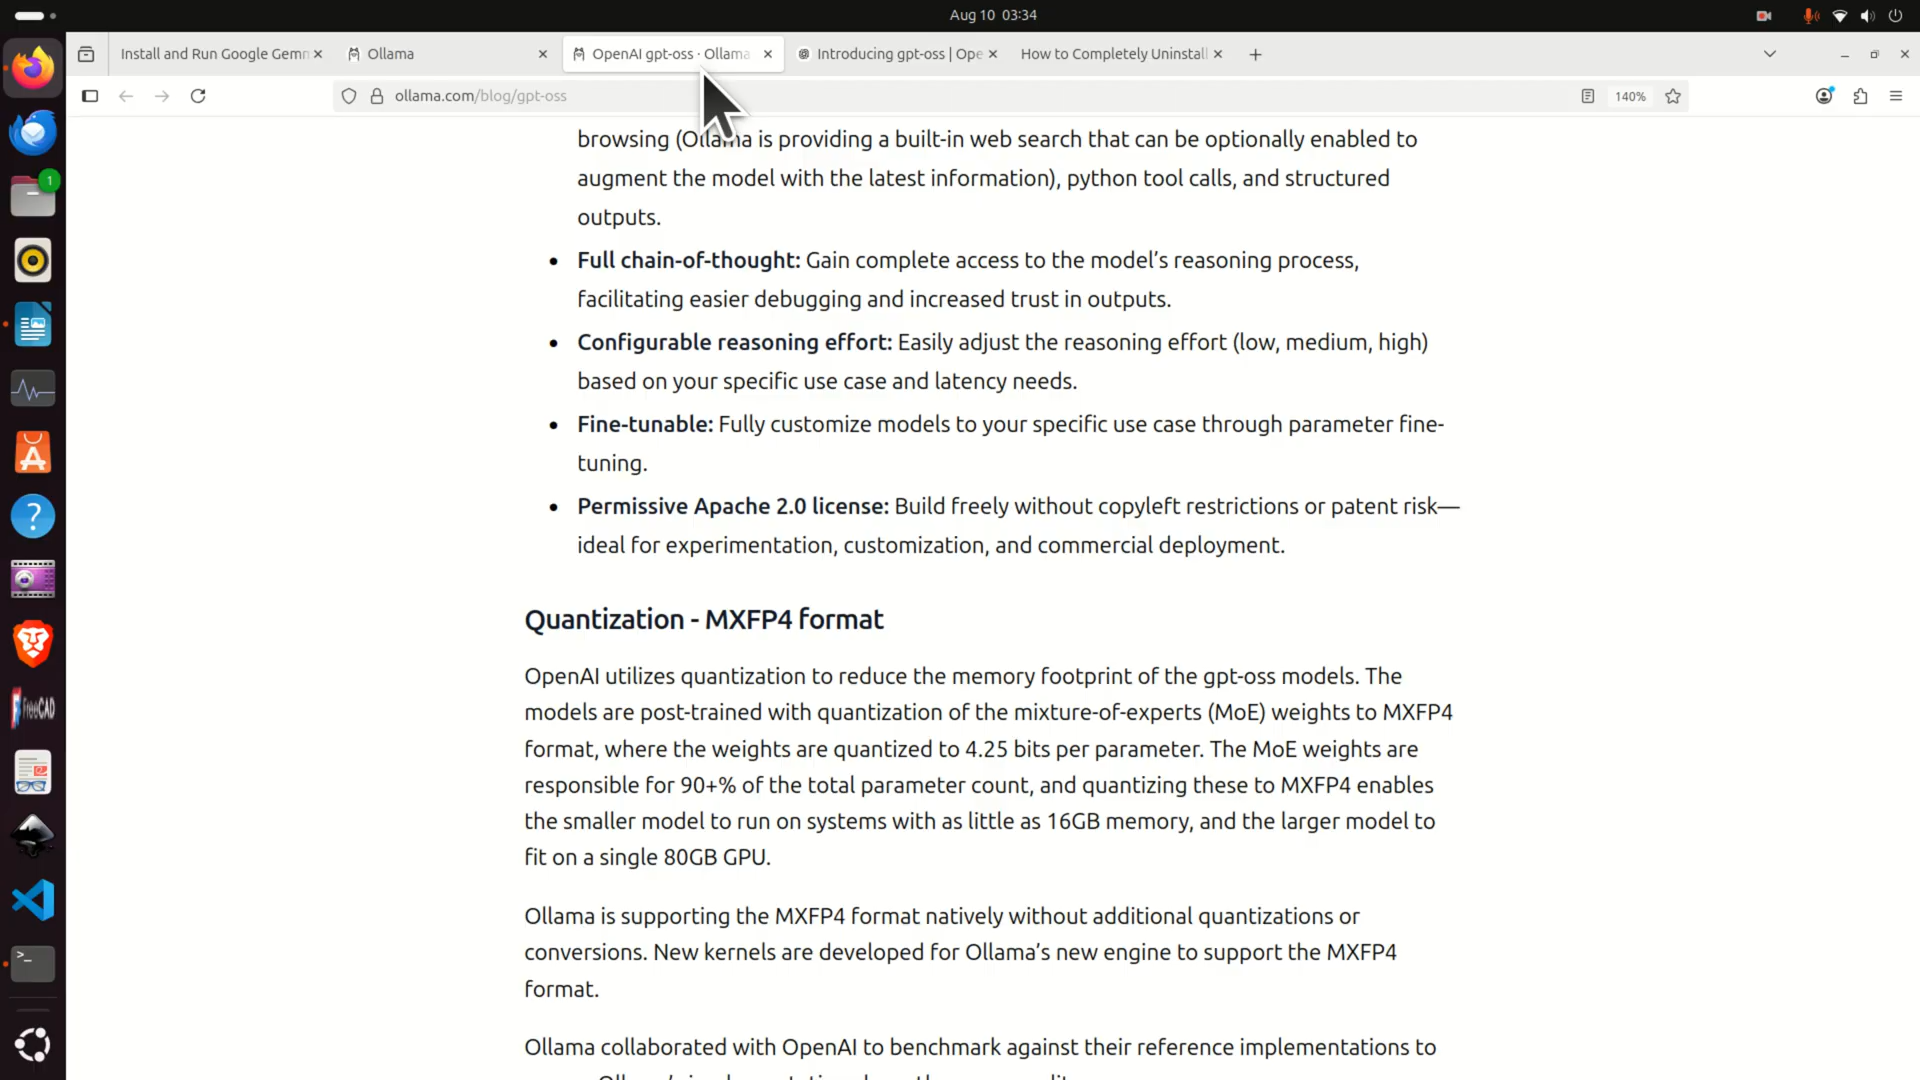 Aug 10 03:34
Install and Run Google Gemm
Ollama
OpenAI gpt-oss · Ollama
Introducing gpt-oss | Ope
How to Completely Uninstall
ollama.com/blog/gpt-oss
140%
1
browsing (Ollama is providing a built-in web search that can be optionally enabled to
augment the model with the latest information), python tool calls, and structured
outputs.
• Full chain-of-thought: Gain complete access to the model’s reasoning process,
facilitating easier debugging and increased trust in outputs.
• Configurable reasoning effort: Easily adjust the reasoning effort (low, medium, high)
based on your specific use case and latency needs.
• Fine-tunable: Fully customize models to your specific use case through parameter fine-
tuning.
• Permissive Apache 2.0 license: Build freely without copyleft restrictions or patent risk—
ideal for experimentation, customization, and commercial deployment.
Quantization - MXFP4 format
OpenAI utilizes quantization to reduce the memory footprint of the gpt-oss models. The
models are post-trained with quantization of the mixture-of-experts (MoE) weights to MXFP4
format, where the weights are quantized to 4.25 bits per parameter. The MoE weights are
responsible for 90+% of the total parameter count, and quantizing these to MXFP4 enables
the smaller model to run on systems with as little as 16GB memory, and the larger model to
fit on a single 80GB GPU.
Ollama is supporting the MXFP4 format natively without additional quantizations or
conversions. New kernels are developed for Ollama’s new engine to support the MXFP4
format.
Ollama collaborated with OpenAI to benchmark against their reference implementations to
FreeCAD